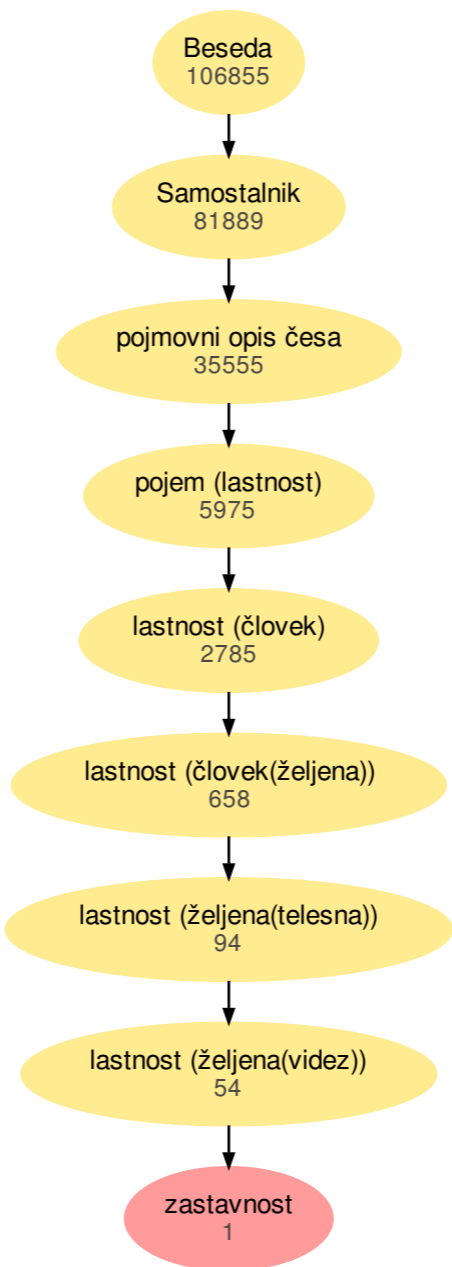 Beseda
106855
Samostalnik
81889
pojmovni opis česa
35555
pojem (lastnost)
5975
lastnost (človek)
2785
lastnost (človek(željena))
658
lastnost (željena(telesna))
94
lastnost (željena(videz))
54
zastavnost
1